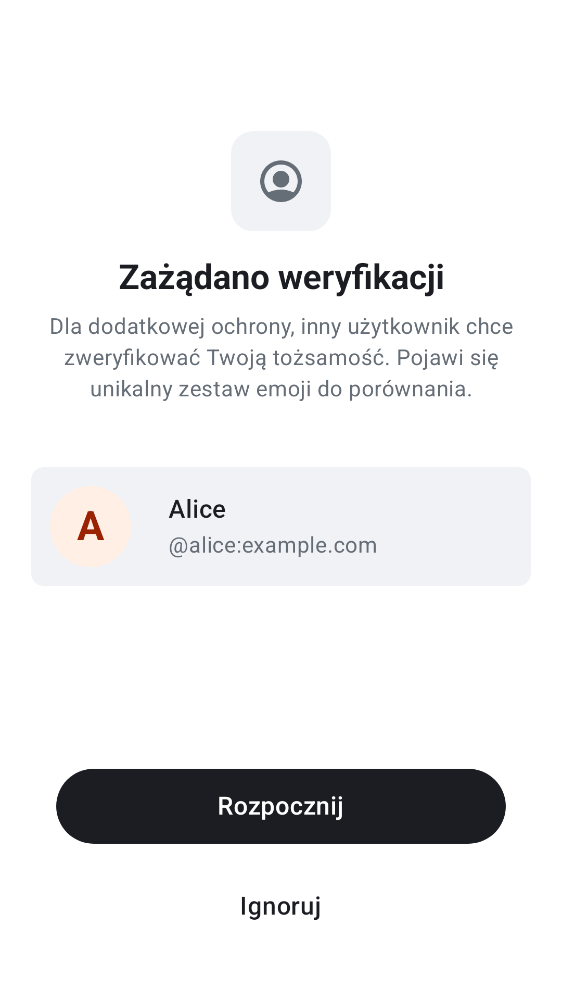 Zażądano weryfikacji
Dla dodatkowej ochrony, inny użytkownik chce
zweryfikować Twoją tożsamość. Pojawi się
unikalny zestaw emoji do porównania.
A
Alice
@alice:example.com
Rozpocznij
Ignoruj